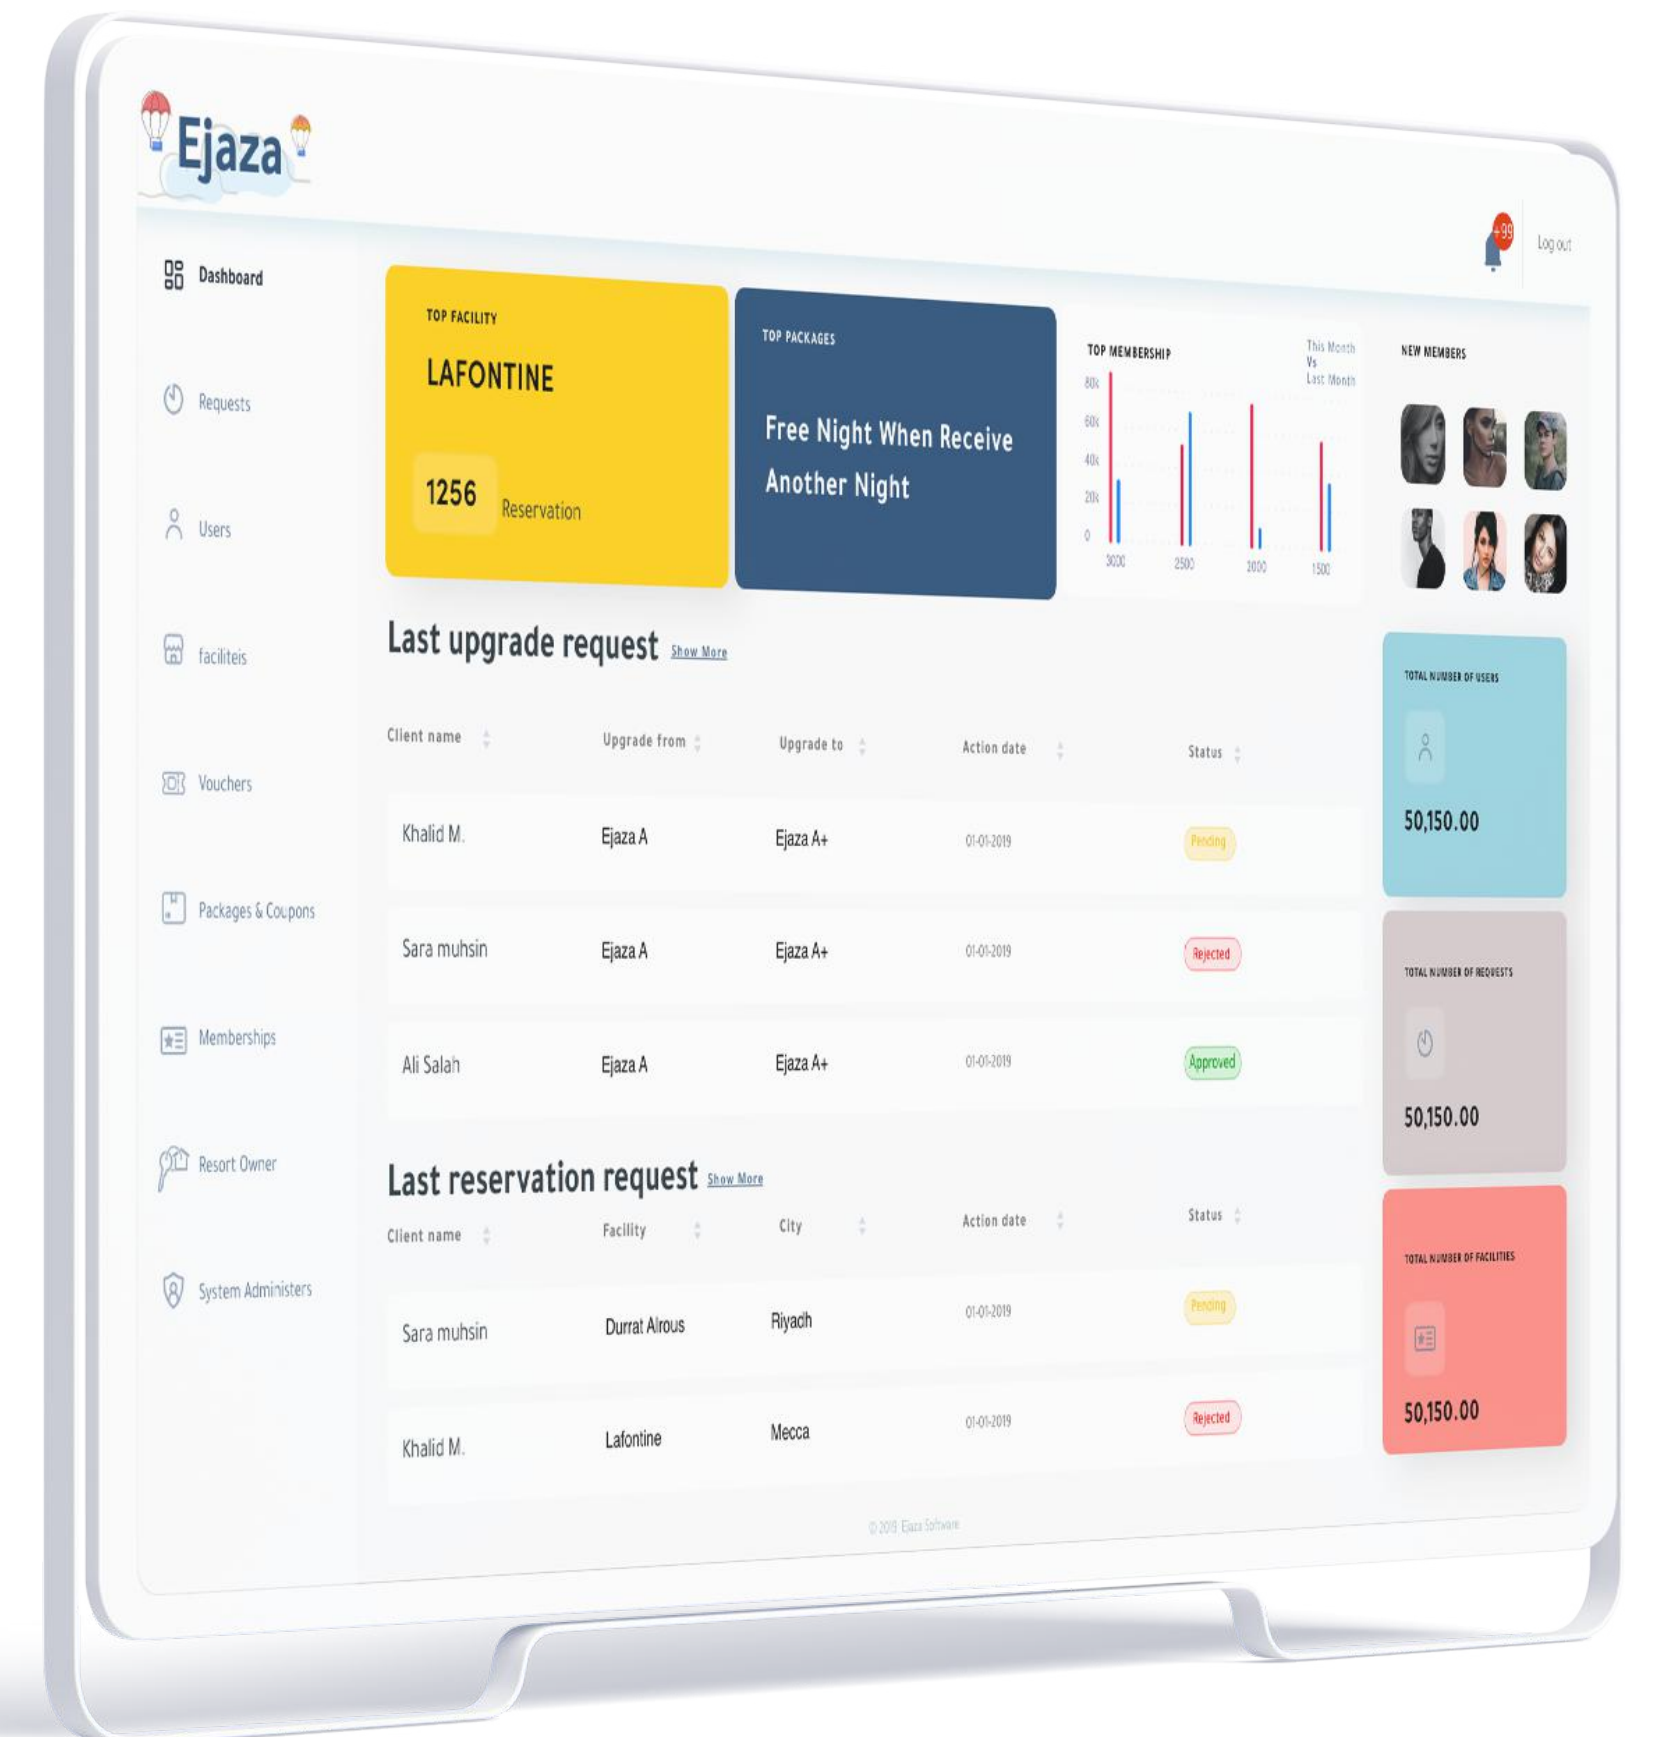 Ejaza
+99
Log out
Dashboard
Requests
Users
faciliteis
Vouchers
Packages & Coupons
Memberships
Resort Owner
System Administers
TOP FACILITY
LAFONTINE
1256 Reservation
TOP PACKAGES
Free Night When Receive
Another Night
TOP MEMBERSHIP
This Month
Vs
Last Month
80k
60k
40k
20k
0
3000 2500 2000 1500
NEW MEMBERS
Last upgrade request Show More
Client name Upgrade from Upgrade to Action date Status
Khalid M. Ejaza A Ejaza A+ 01-01-2019 Pending
Sara muhsin Ejaza A Ejaza A+ 01-01-2019 Rejected
Ali Salah Ejaza A Ejaza A+ 01-01-2019 Approved
Last reservation request Show More
Client name Facility City Action date Status
Sara muhsin Durrat Alrous Riyadh 01-01-2019 Pending
Khalid M. Lafontine Mecca 01-01-2019 Rejected
TOTAL NUMBER OF USERS
50,150.00
TOTAL NUMBER OF REQUESTS
50,150.00
TOTAL NUMBER OF FACILITIES
50,150.00
© 2019 Ejaza Software